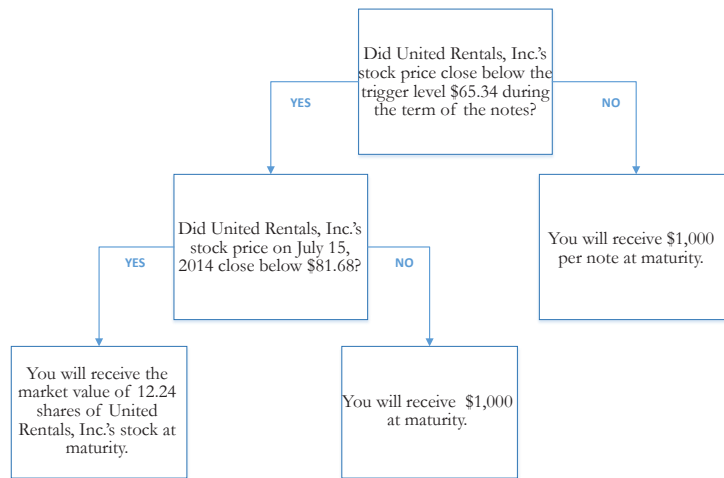 Did United Rentals, Inc.'s
stock price close below the
trigger level $65.34 during
the term of the notes?
YES
NO
Did United Rentals, Inc.'s
stock price on July 15,
2014 close below $81.68?
You will receive $1,000
per note at maturity.
YES
NO
You will receive the
market value of 12.24
shares of United
Rentals, Inc.'s stock at
maturity.
You will receive $1,000
at maturity.